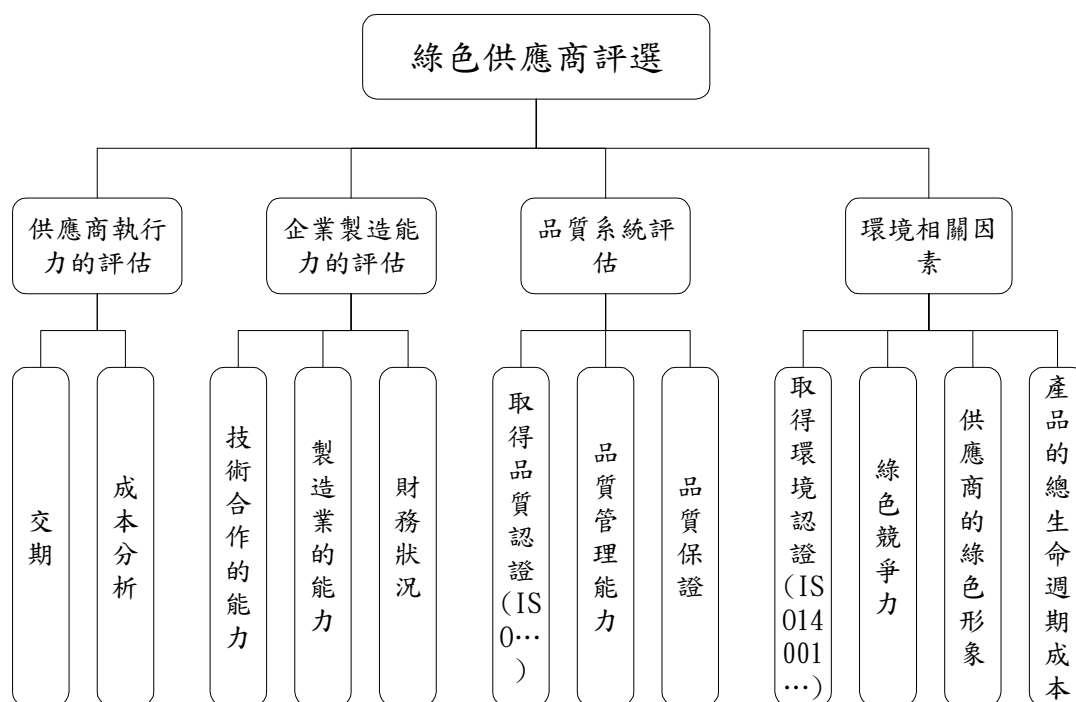 綠色供應商評選
供應商執行
力的評估
企業製造能
力的評估
品質系統評
估
環境相關因
素
交期
成本分析
技術合作的能力
製造業的能力
財務狀況
取得品質認證(ISO…)
品質管理能力
品質保證
取得環境認證(ISO14001…)
綠色競爭力
供應商的綠色形象
產品的總生命週期成本